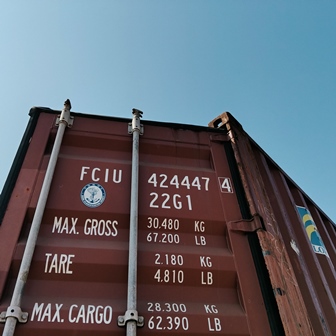 FCIU 424447 4
22G1
MAX. GROSS 30.480 KG
67.200 LB
TARE 2.180 KG
4.810 LB
MAX. CARGO 28.300 KG
62.390 LB